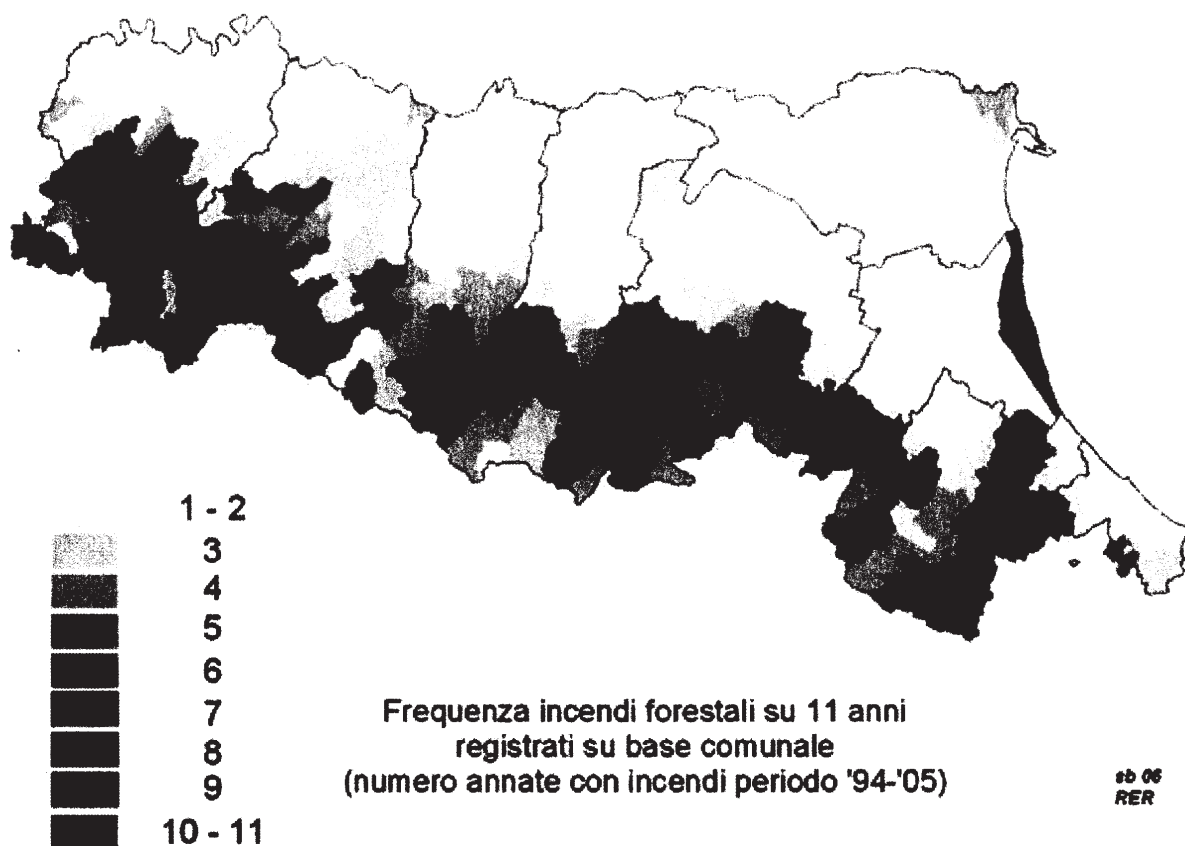 1 - 2
3
4
5
6
7
8
9
10 - 11
Frequenza incendi forestali su 11 anni
registrati su base comunale
(numero annate con incendi periodo '94-'05)
sb 06
RER